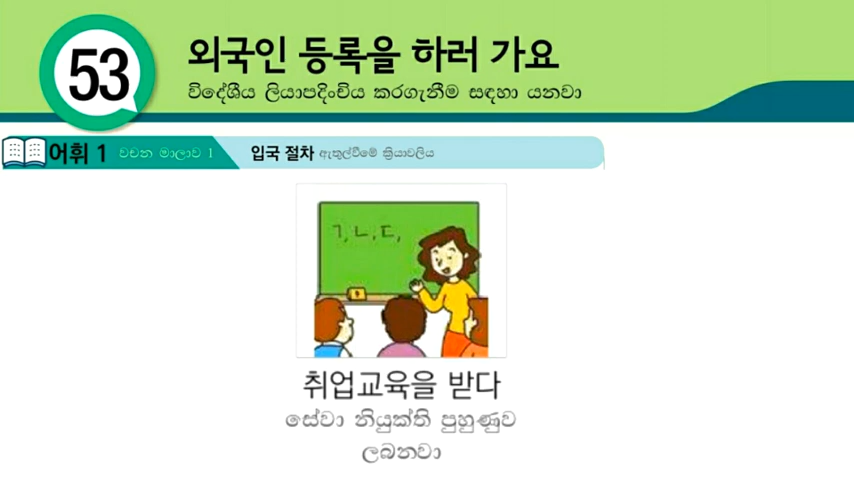 53
외국인 등록을 하러 가요
විදේශීය ලියාපදිංචිය කරගැනීම සඳහා යනවා
어휘 1 වචන මාලාව 1 입국 절차 ඇතුල්වීමේ ක්‍රියාවලිය
ㄱ, ㄴ, ㄷ,
취업교육을 받다
සේවා නියුක්ති පුහුණුව
ලබනවා